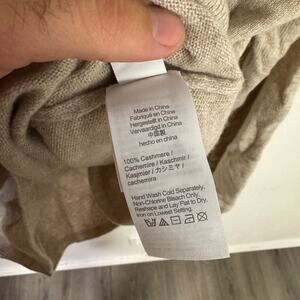 Made in China
Fabriqué en Chine
Hergestellt in China
Vervaardigd in China
中国製
hecho en china
100% Cashmere /
Cachemire / Kaschmir /
Kasjmier / カシミヤ /
cachemira
Hand Wash Cold Separately.
Non-Chlorine Bleach Only.
Reshape and Lay Flat to Dry.
Iron on Lowest Setting.